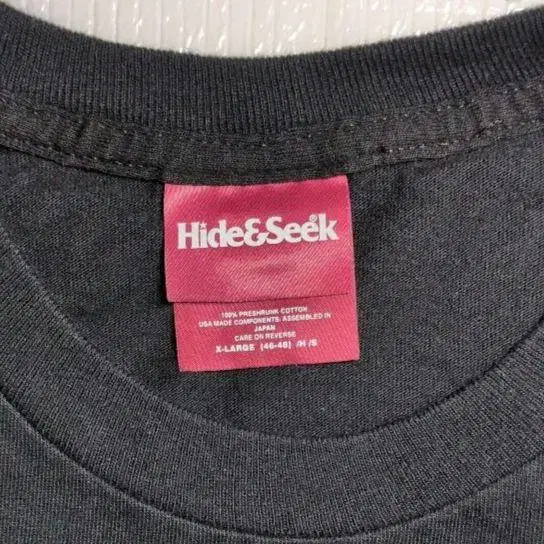 Hide&Seek®
100% PRESHRUNK COTTON
USA MADE COMPONENTS: ASSEMBLED IN
JAPAN
CARE ON REVERSE
X-LARGE (46-48) /H /S